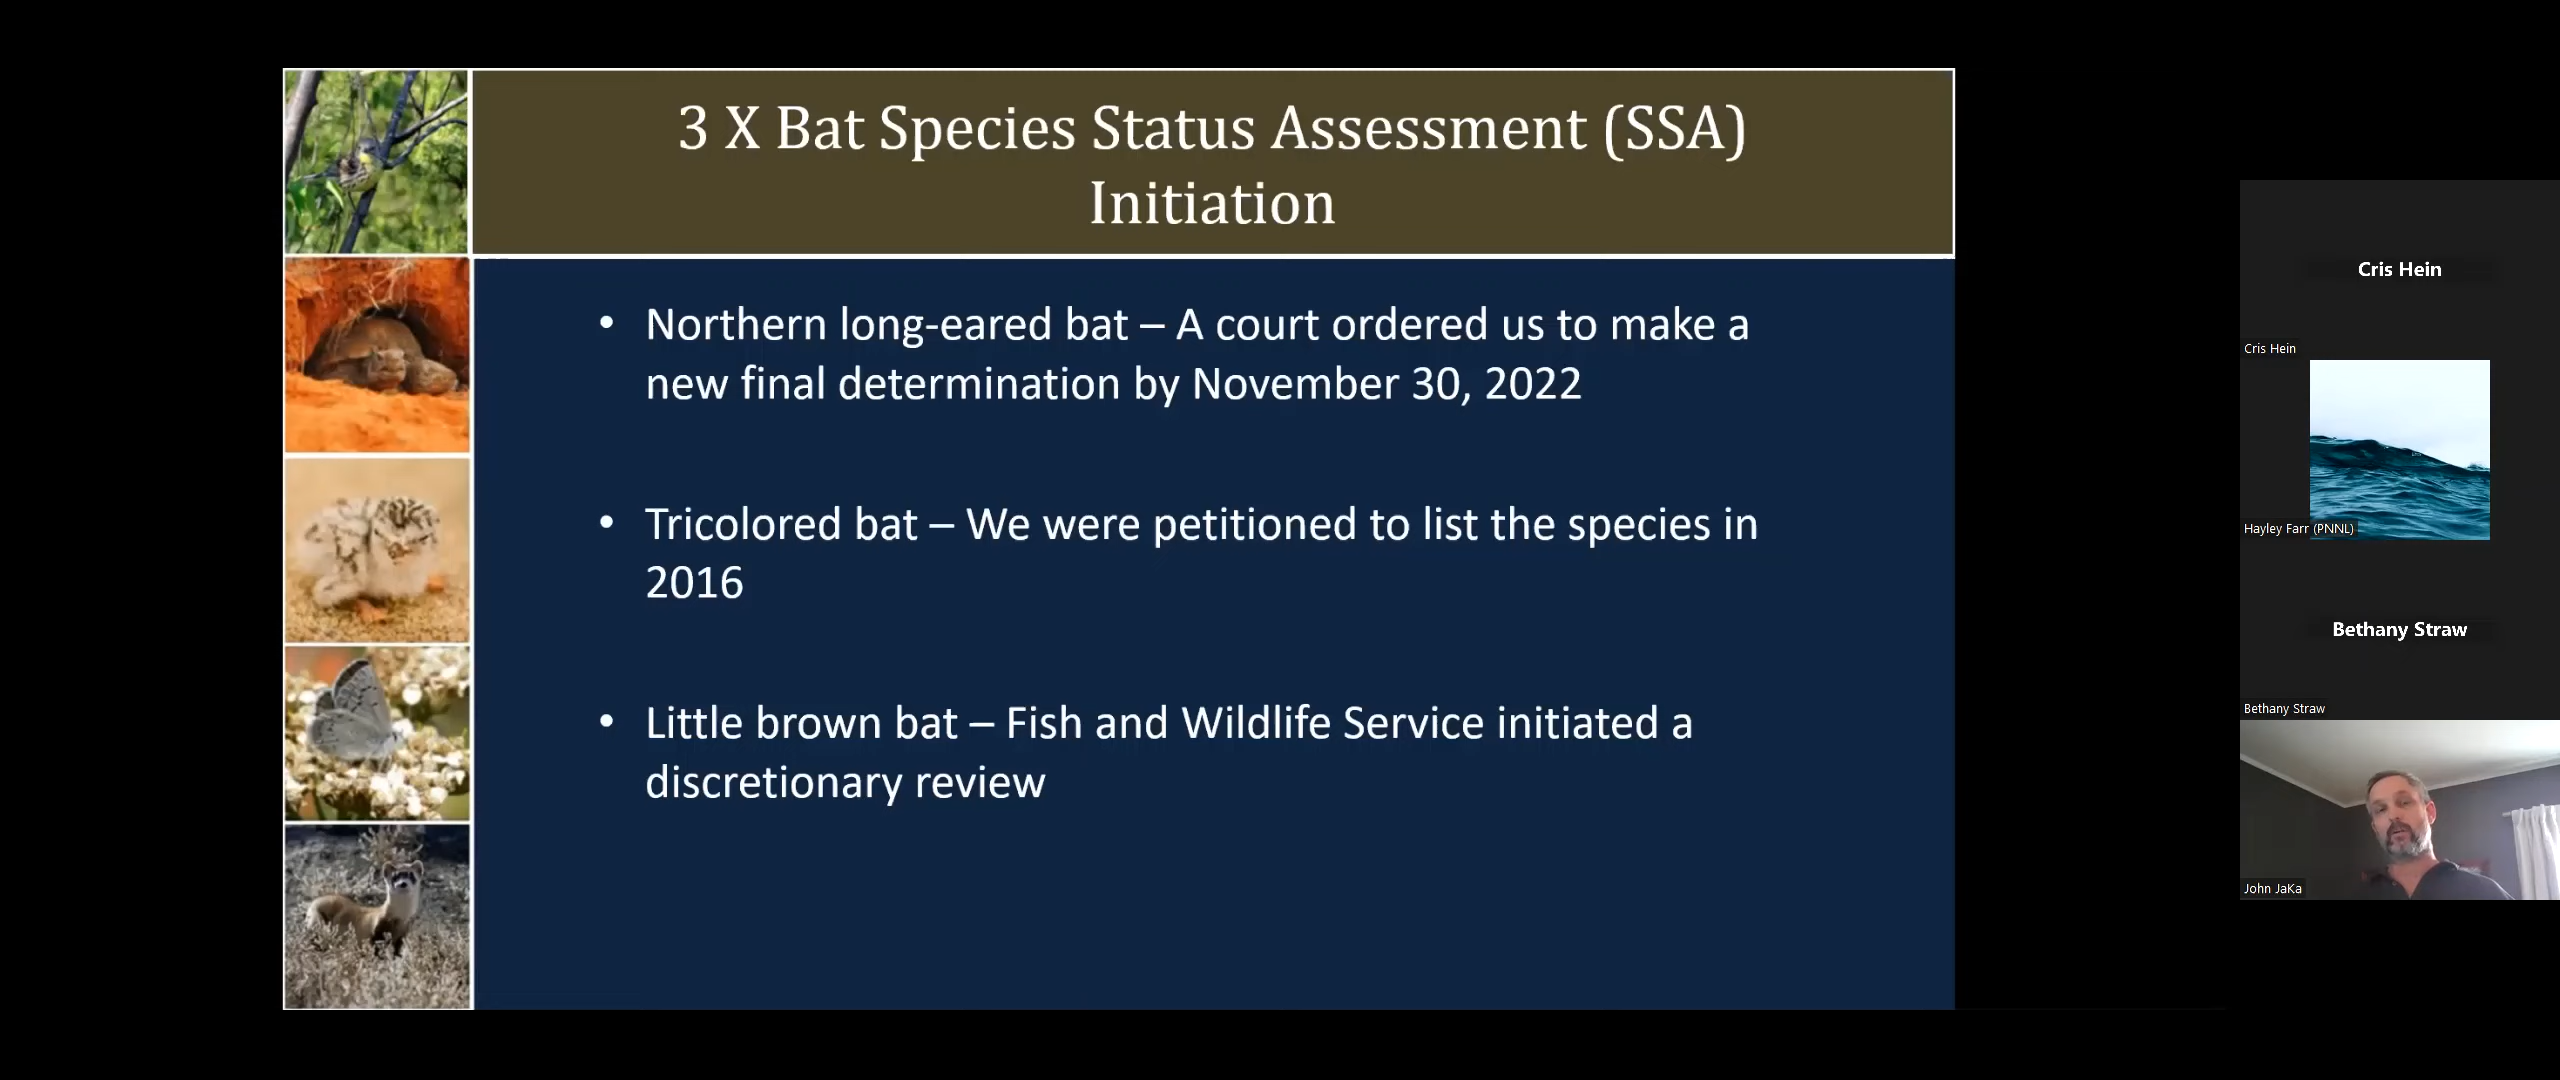 3 X Bat Species Status Assessment (SSA)
Initiation
• Northern long-eared bat – A court ordered us to make a
new final determination by November 30, 2022
• Tricolored bat – We were petitioned to list the species in
2016
• Little brown bat – Fish and Wildlife Service initiated a
discretionary review
Cris Hein
Cris Hein
Hayley Farr (PNNL)
Bethany Straw
Bethany Straw
John JaKa